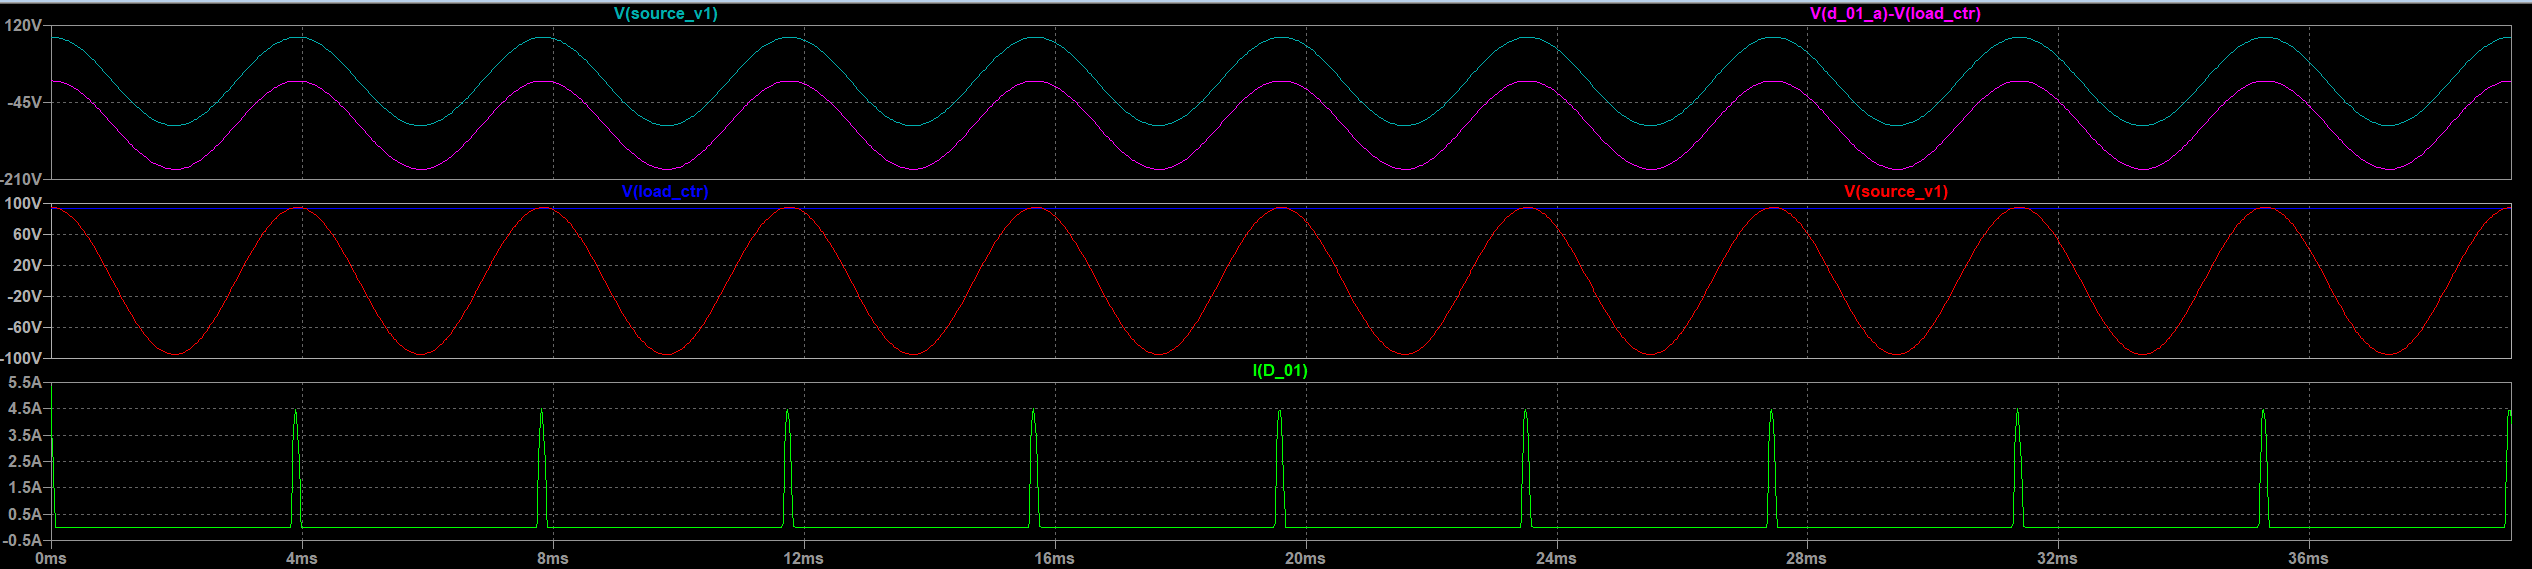 V(source_v1) V(d_01_a)-V(load_ctr)
120V
-45V
-210V
V(load_ctr) V(source_v1)
100V
60V
20V
-20V
-60V
-100V
I(D_01)
5.5A
4.5A
3.5A
2.5A
1.5A
0.5A
-0.5A
0ms 4ms 8ms 12ms 16ms 20ms 24ms 28ms 32ms 36ms